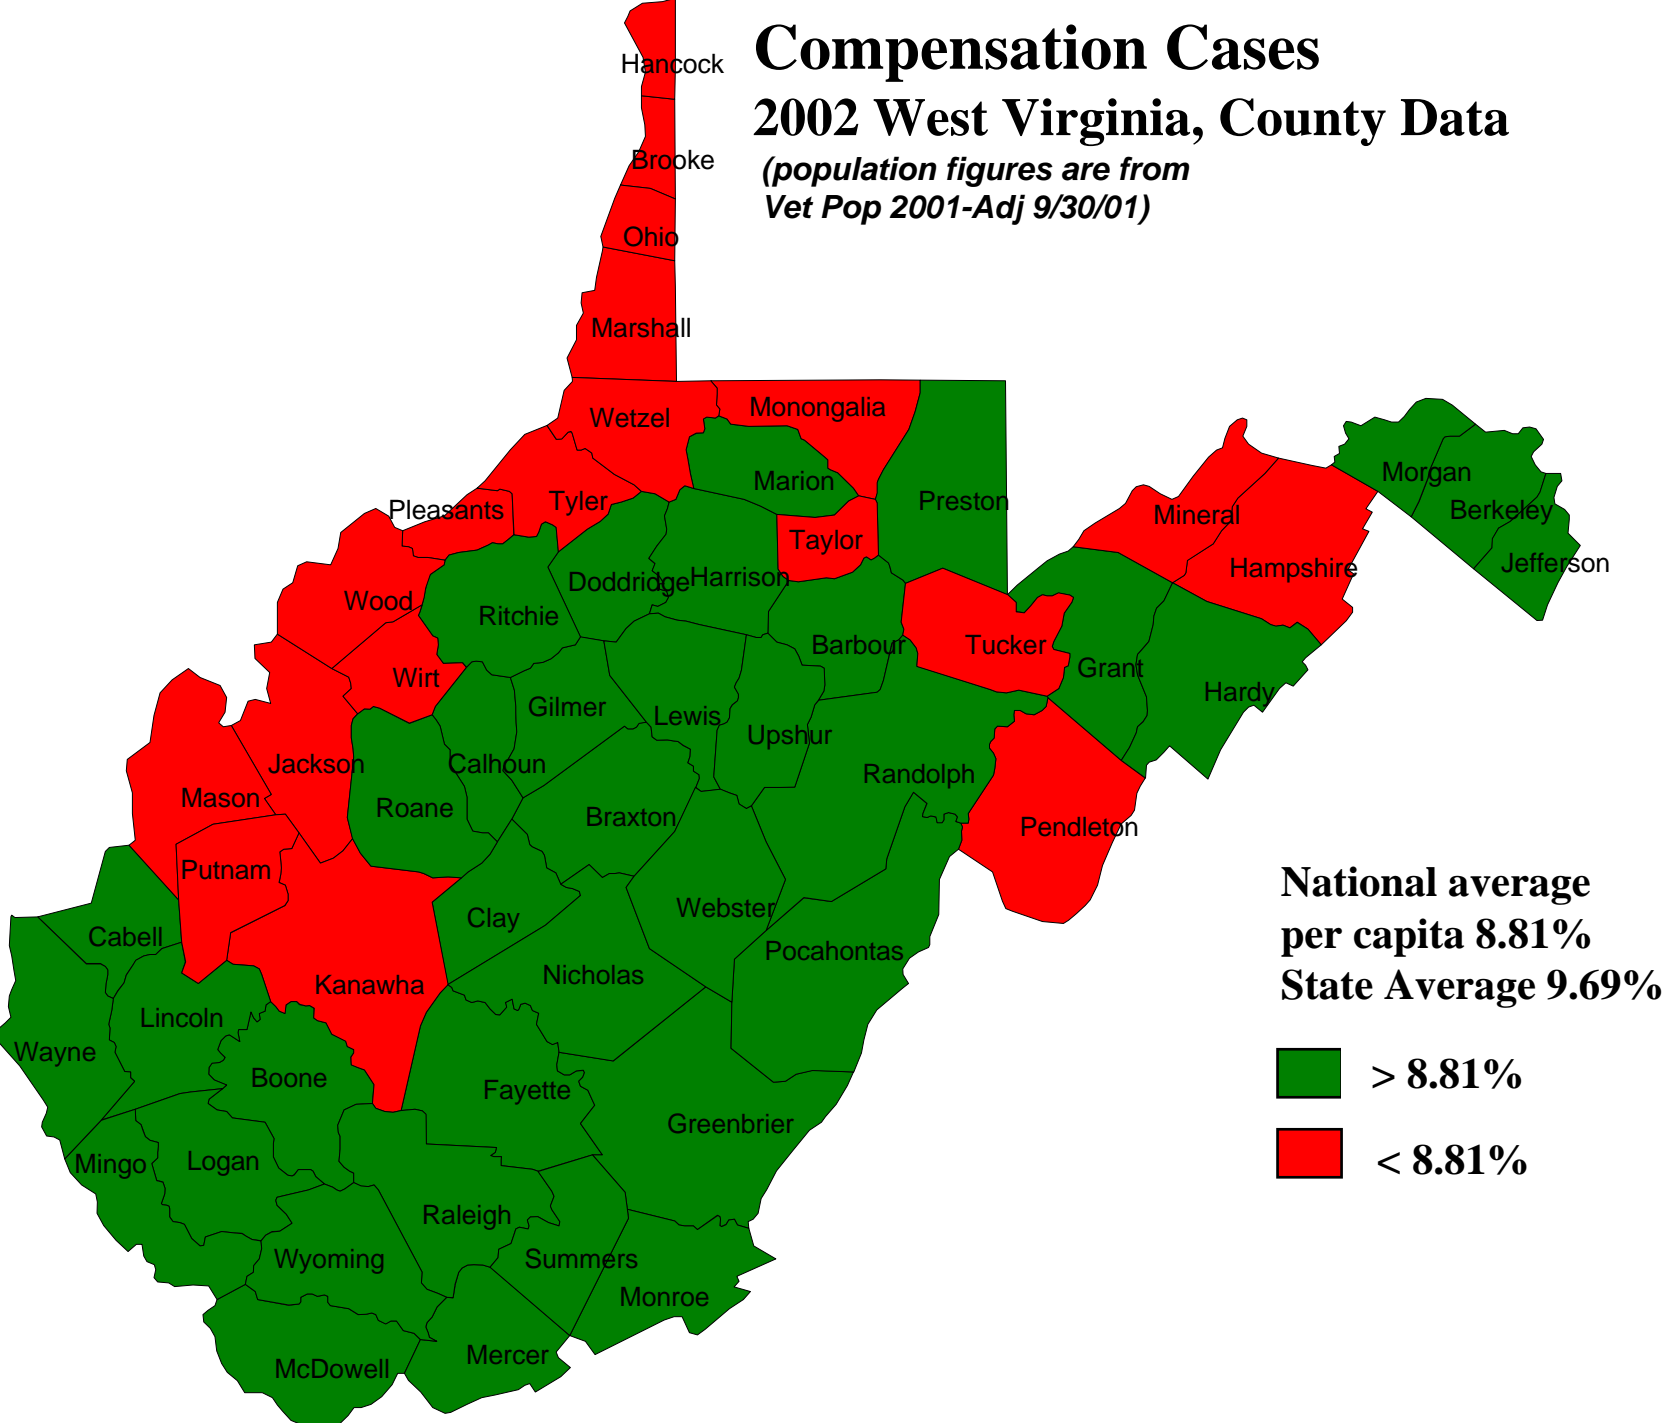 Compensation Cases
2002 West Virginia, County Data
(population figures are from
Vet Pop 2001-Adj 9/30/01)
Hancock
Brooke
Ohio
Marshall
Wetzel
Monongalia
Marion
Preston
Pleasants
Tyler
Taylor
Mineral
Morgan
Berkeley
Jefferson
Hampshire
Wood
Ritchie
Doddridge
Harrison
Barbour
Tucker
Grant
Hardy
Wirt
Gilmer
Lewis
Upshur
Randolph
Jackson
Calhoun
Mason
Roane
Braxton
Pendleton
Putnam
Clay
Webster
Cabell
Pocahontas
Nicholas
Kanawha
Lincoln
Wayne
Boone
Fayette
Greenbrier
Mingo
Logan
Raleigh
Wyoming
Summers
Monroe
Mercer
McDowell
National average
per capita 8.81%
State Average 9.69%
> 8.81%
< 8.81%